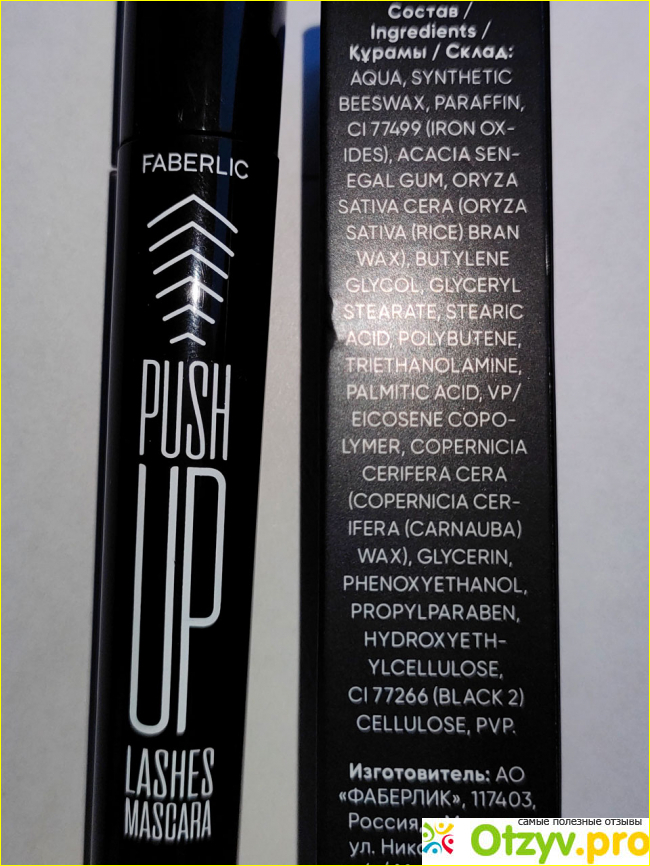 FABERLIC
PUSH
UP
LASHES
MASCARA
Состав /
Ingredients /
Құрамы / Склад:
AQUA, SYNTHETIC
BEESWAX, PARAFFIN,
CI 77499 (IRON OX-
IDES), ACACIA SEN-
EGAL GUM, ORYZA
SATIVA CERA (ORYZA
SATIVA (RICE) BRAN
WAX), BUTYLENE
GLYCOL, GLYCERYL
STEARATE, STEARIC
ACID, POLYBUTENE,
TRIETHANOLAMINE,
PALMITIC ACID, VP/
EICOSENE COPO-
LYMER, COPERNICIA
CERIFERA CERA
(COPERNICIA CER-
IFERA (CARNAUBA)
WAX), GLYCERIN,
PHENOXYETHANOL,
PROPYLPARABEN,
HYDROXYETH-
YLCELLULOSE,
CI 77266 (BLACK 2)
CELLULOSE, PVP.
Изготовитель: АО
«ФАБЕРЛИК», 117403,
Россия,
ул.
самые полезные отзывы
Otzyv.pro